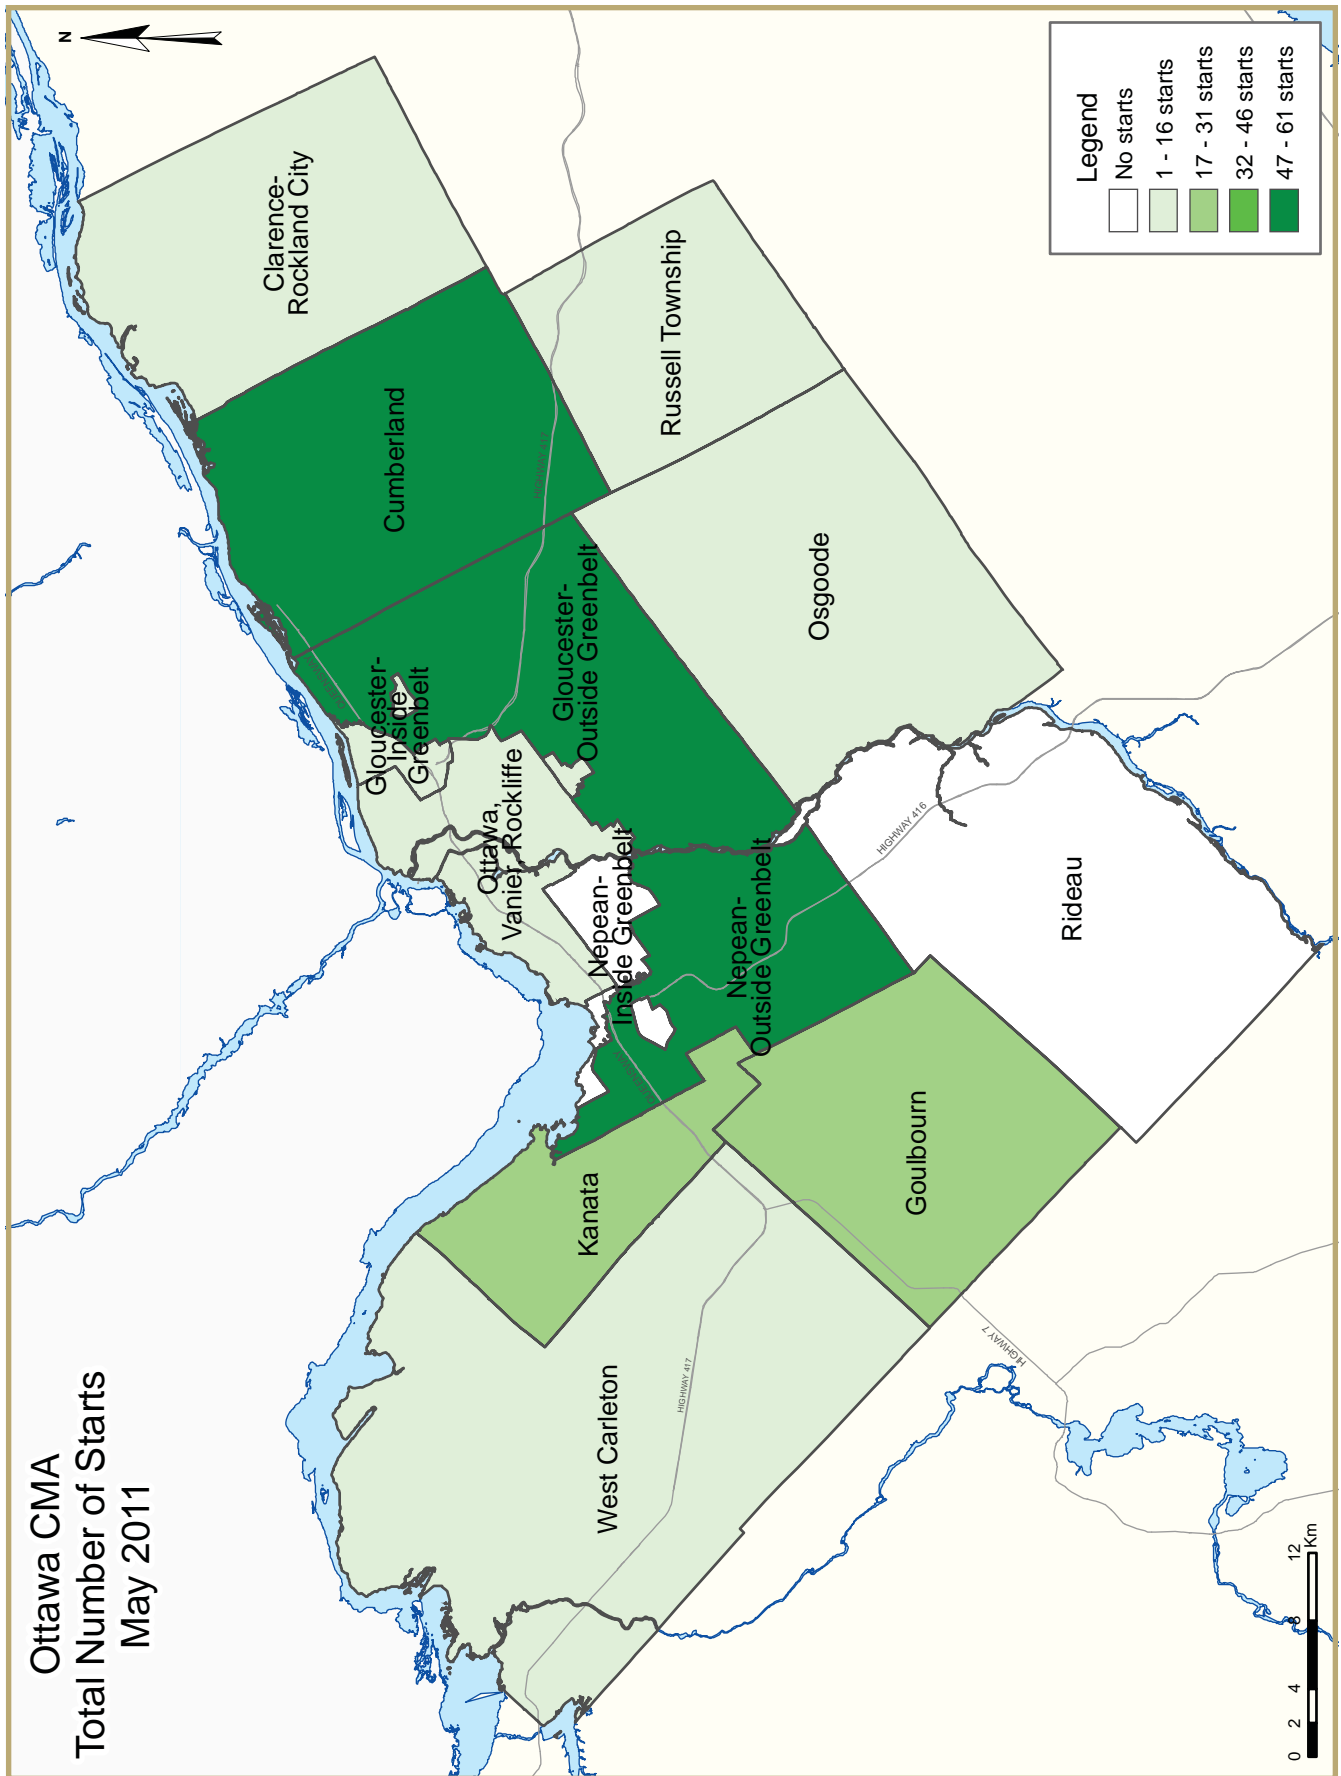 Ottawa CMA
Total Number of Starts
May 2011
N
Clarence-
Rockland City
Cumberland
Russell Township
Gloucester-
Inside
Greenbelt
Gloucester-
Outside Greenbelt
Osgoode
Ottawa,
Vanier, Rockliffe
Nepean-
Inside Greenbelt
Nepean-
Outside Greenbelt
Rideau
Kanata
Goulbourn
West Carleton
HIGHWAY 417
QUEENSWAY
HIGHWAY 416
HIGHWAY 417
HIGHWAY 7
Legend
No starts
1 - 16 starts
17 - 31 starts
32 - 46 starts
47 - 61 starts
0 2 4 8 12
Km